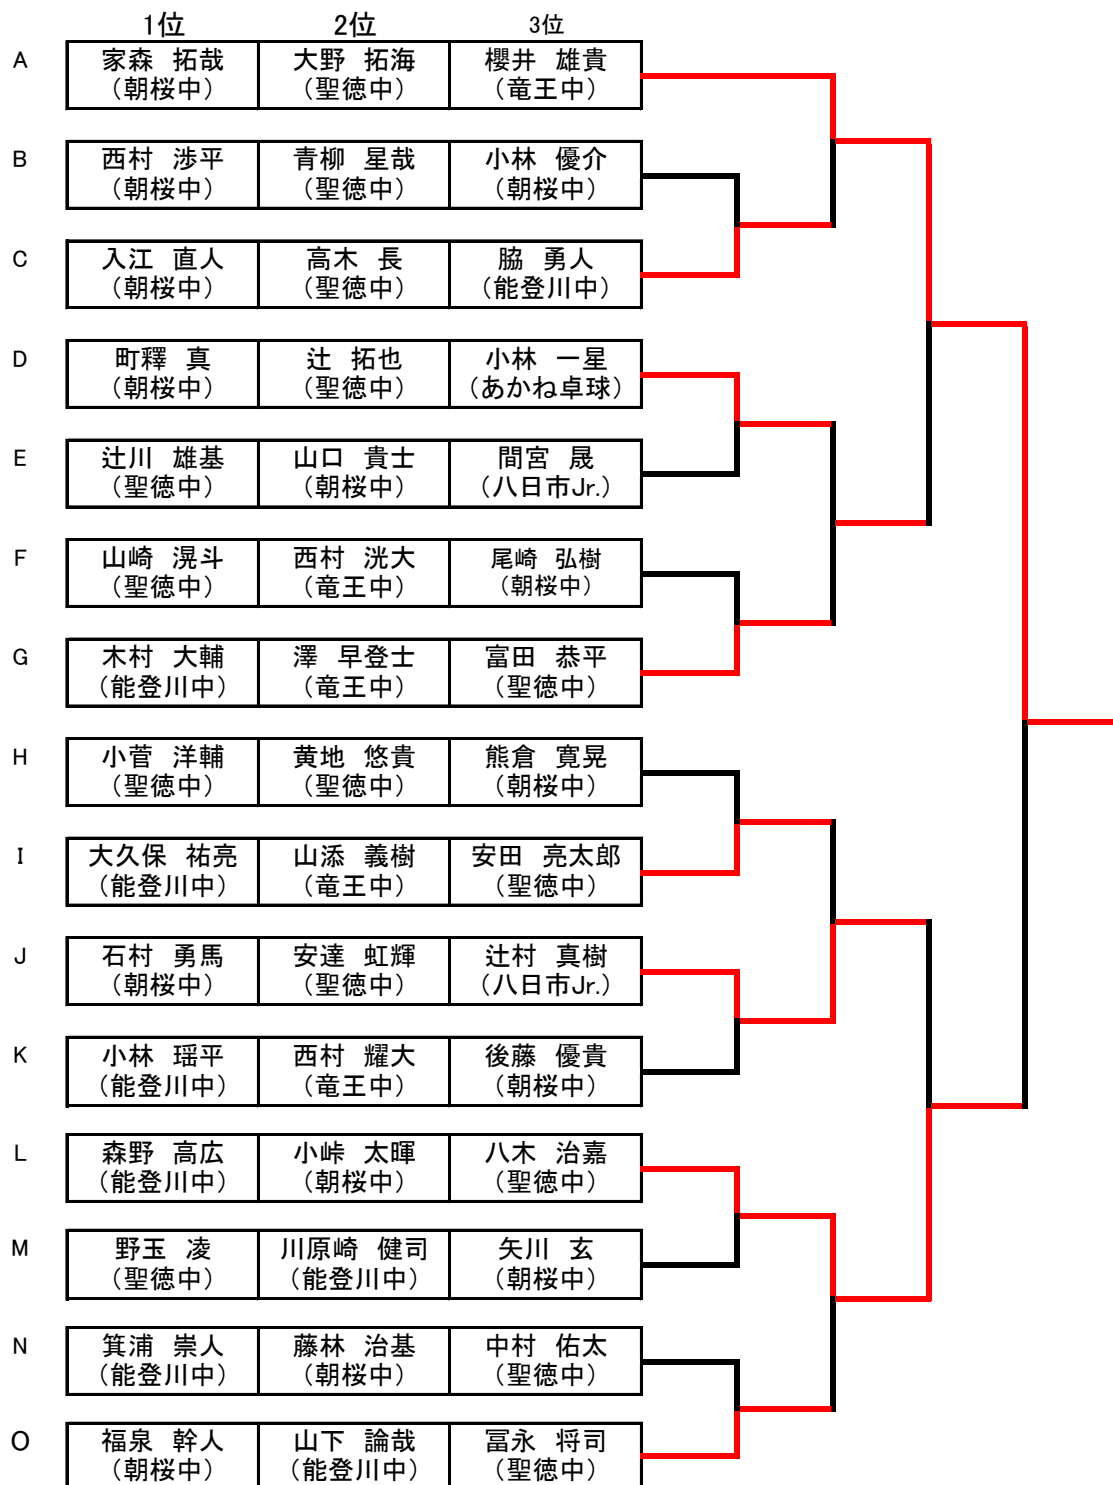 1位 2位 3位
A 家森 拓哉 大野 拓海 櫻井 雄貴
(朝桜中) (聖徳中) (竜王中)
B 西村 渉平 青柳 星哉 小林 優介
(朝桜中) (聖徳中) (朝桜中)
C 入江 直人 高木 長 脇 勇人
(朝桜中) (聖徳中) (能登川中)
D 町釋 真 辻 拓也 小林 一星
(朝桜中) (聖徳中) (あかね卓球)
E 辻川 雄基 山口 貴士 間宮 晟
(聖徳中) (朝桜中) (八日市Jr.)
F 山崎 滉斗 西村 洸大 尾崎 弘樹
(聖徳中) (竜王中) (朝桜中)
G 木村 大輔 澤 早登士 富田 恭平
(能登川中) (竜王中) (聖徳中)
H 小菅 洋輔 黄地 悠貴 熊倉 寛晃
(聖徳中) (聖徳中) (朝桜中)
I 大久保 祐亮 山添 義樹 安田 亮太郎
(能登川中) (竜王中) (聖徳中)
J 石村 勇馬 安達 虹輝 辻村 真樹
(朝桜中) (聖徳中) (八日市Jr.)
K 小林 瑶平 西村 耀大 後藤 優貴
(能登川中) (竜王中) (朝桜中)
L 森野 高広 小峠 太暉 八木 治嘉
(能登川中) (朝桜中) (聖徳中)
M 野玉 凌 川原崎 健司 矢川 玄
(聖徳中) (能登川中) (朝桜中)
N 箕浦 崇人 藤林 治基 中村 佑太
(能登川中) (朝桜中) (聖徳中)
O 福泉 幹人 山下 論哉 冨永 将司
(朝桜中) (能登川中) (聖徳中)